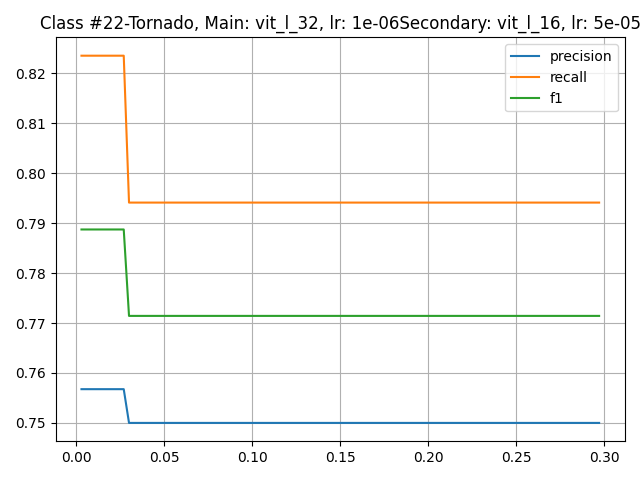 Class #22-Tornado, Main: vit_l_32, lr: 1e-06Secondary: vit_l_16, lr: 5e-05
precision
recall
f1
0.82
0.81
0.80
0.79
0.78
0.77
0.76
0.75
0.00 0.05 0.10 0.15 0.20 0.25 0.30